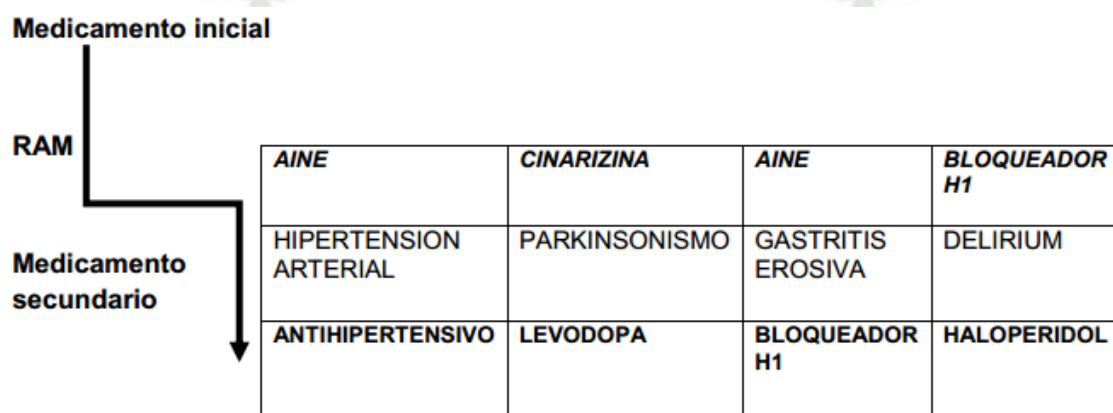 Medicamento inicial
RAM
Medicamento
secundario
AINE
CINARIZINA
AINE
BLOQUEADOR
H1
HIPERTENSION
ARTERIAL
PARKINSONISMO
GASTRITIS
EROSIVA
DELIRIUM
ANTIHIPERTENSIVO
LEVODOPA
BLOQUEADOR
H1
HALOPERIDOL